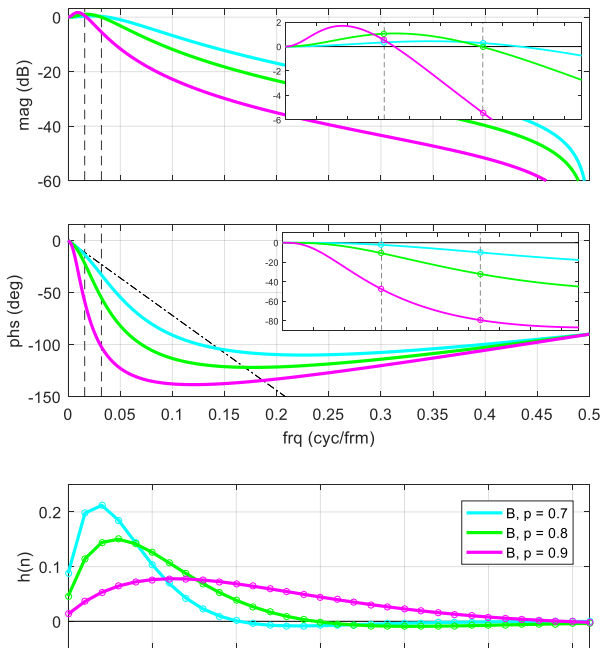 0
-20
-40
-60
mag (dB)
2
0
-2
-4
-6
0
-50
-100
-150
phs (deg)
0
-20
-40
-60
-80
0 0.05 0.1 0.15 0.2 0.25 0.3 0.35 0.4 0.45 0.5
frq (cyc/frm)
0.2
0.1
0
h(n)
B, p = 0.7
B, p = 0.8
B, p = 0.9